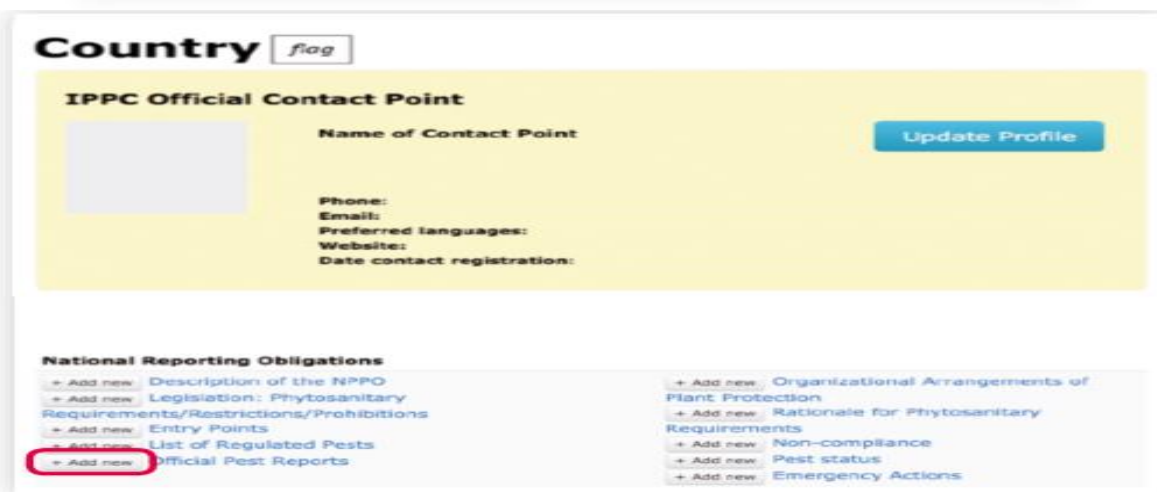 Country flag
IPPC Official Contact Point
Name of Contact Point
Update Profile
Phone:
Email:
Preferred languages:
Website:
Date contact registration:
National Reporting Obligations
+ Add new Description of the NPPO
+ Add new Legislation: Phytosanitary
Requirements/Restrictions/Prohibitions
+ Add new Entry Points
+ Add new List of Regulated Pests
+ Add new Official Pest Reports
+ Add new Organizational Arrangements of
Plant Protection
+ Add new Rationale for Phytosanitary
Requirements
+ Add new Non-compliance
+ Add new Pest status
+ Add new Emergency Actions